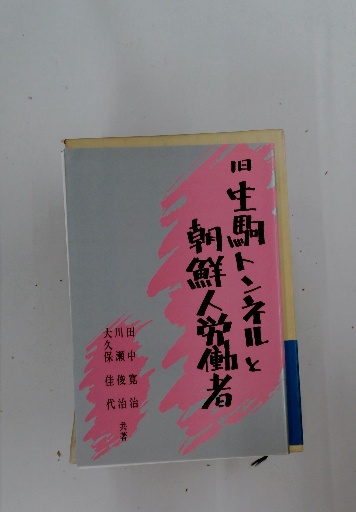 旧生駒トンネルと
朝鮮人労働者
田中寛治
川瀬俊治
大久保佳代
共著